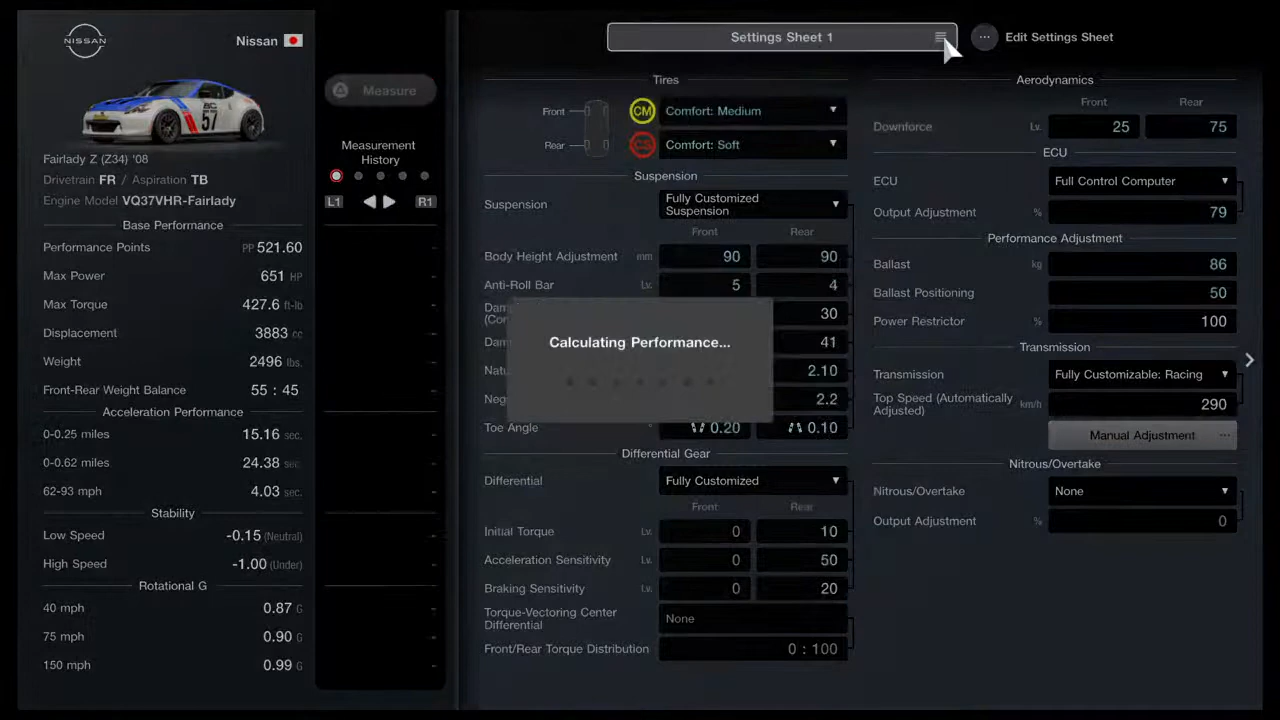 NISSAN
Nissan
BC
57
Fairlady Z (Z34) '08
Drivetrain FR / Aspiration TB
Engine Model VQ37VHR-Fairlady
Base Performance
Performance Points PP 521.60
Max Power 651 HP
Max Torque 427.6 ft-lb
Displacement 3883 cc
Weight 2496 lbs.
Front-Rear Weight Balance 55 : 45
Acceleration Performance
0-0.25 miles 15.16 sec.
0-0.62 miles 24.38 sec.
62-93 mph 4.03 sec.
Stability
Low Speed -0.15 (Neutral)
High Speed -1.00 (Under)
Rotational G
40 mph 0.87 G
75 mph 0.90 G
150 mph 0.99 G
Measure
Measurement
History
L1 R1
Settings Sheet 1
Edit Settings Sheet
Tires
Front CM Comfort: Medium
Rear CS Comfort: Soft
Suspension
Suspension Fully Customized
Suspension
Front Rear
Body Height Adjustment mm 90 90
Anti-Roll Bar Lv. 5 4
30
41
2.10
2.2
Toe Angle ° 0.20 0.10
Calculating Performance...
Differential Gear
Differential Fully Customized
Front Rear
Initial Torque Lv. 0 10
Acceleration Sensitivity Lv. 0 50
Braking Sensitivity Lv. 0 20
Torque-Vectoring Center
Differential None
Front/Rear Torque Distribution 0 : 100
Aerodynamics
Front Rear
Downforce Lv. 25 75
ECU
ECU Full Control Computer
Output Adjustment % 79
Performance Adjustment
Ballast kg 86
Ballast Positioning 50
Power Restrictor % 100
Transmission
Transmission Fully Customizable: Racing
Top Speed (Automatically
Adjusted) km/h 290
Manual Adjustment
Nitrous/Overtake
Nitrous/Overtake None
Output Adjustment % 0